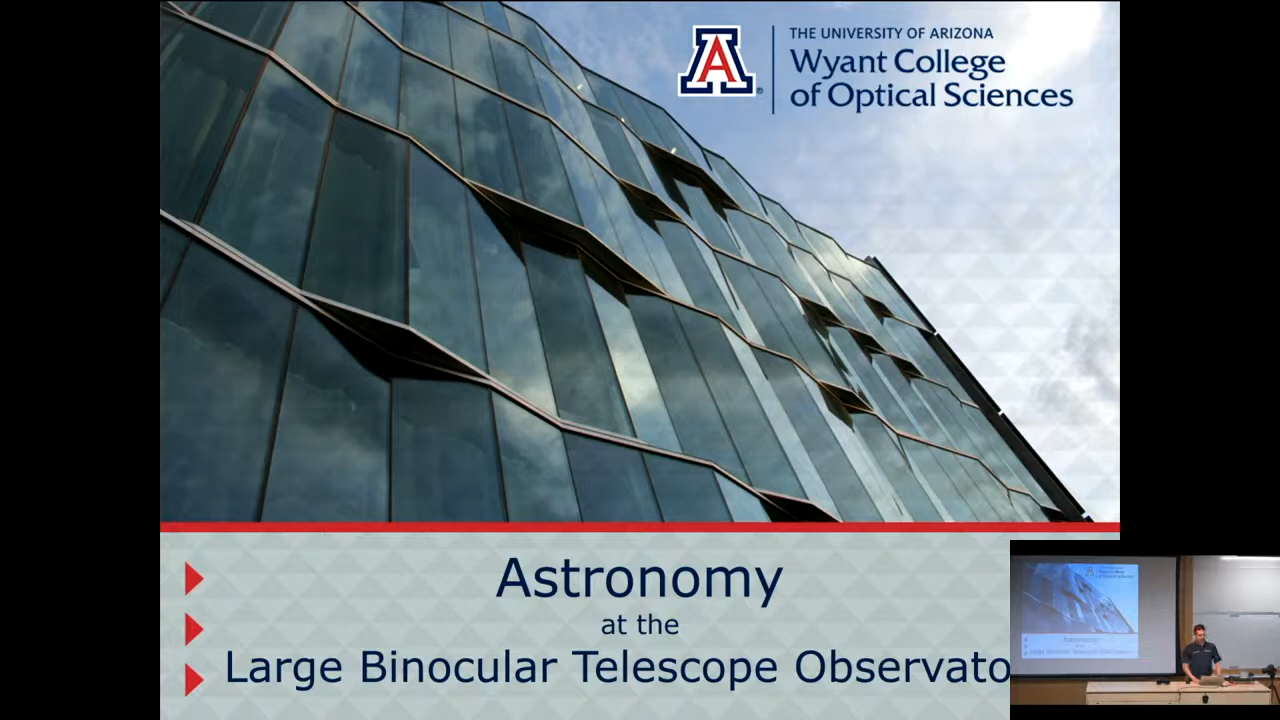 THE UNIVERSITY OF ARIZONA
Wyant College
of Optical Sciences
A
Astronomy
at the
Large Binocular Telescope Observato